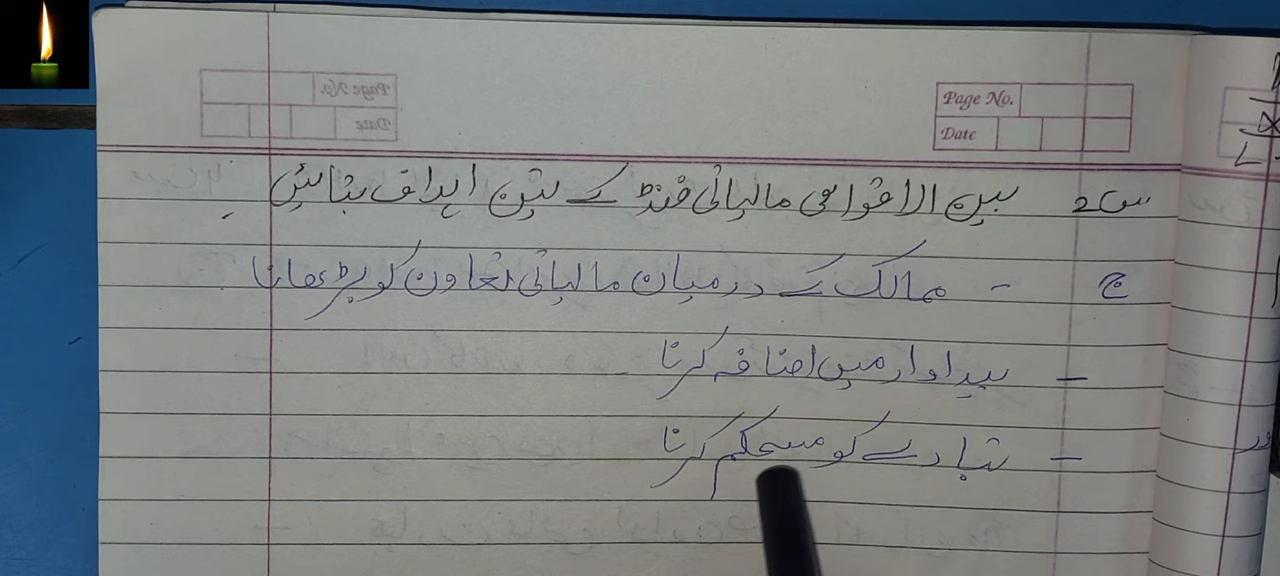 Page No.
Date
س2 بین الاقوامی مالیاتی فنڈ کے تین اہداف بتائیں۔
ج - ممالک کے درمیان مالیاتی تعاون کو بڑھانا
- پیداوار میں اضافہ کرنا
- تبادلے کو مستحکم کرنا